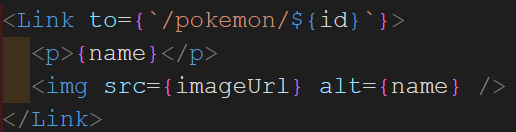 <Link to={`/pokemon/${id}`}>
  <p>{name}</p>
  <img src={imageUrl} alt={name} />
</Link>